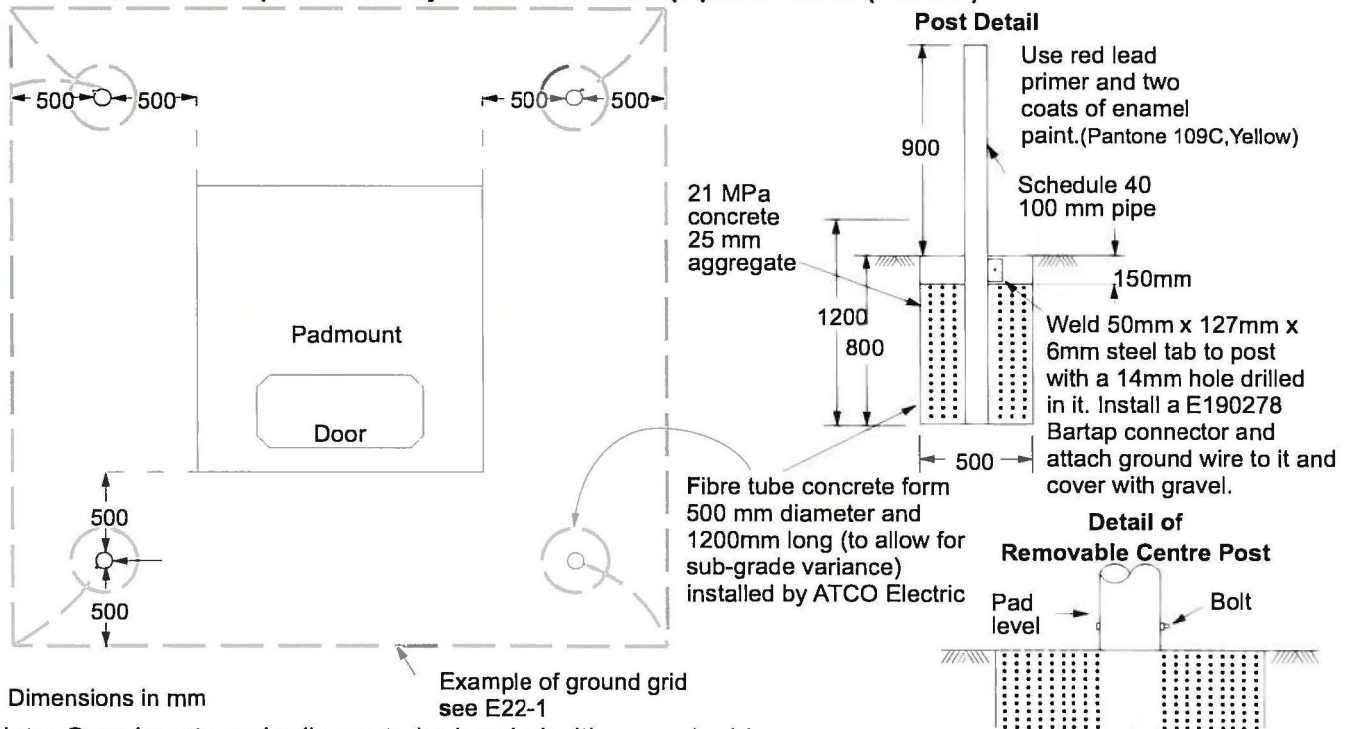 Post Detail
500
500
500
500
Use red lead
primer and two
coats of enamel
paint.(Pantone 109C,Yellow)
900
Schedule 40
100 mm pipe
21 MPa
concrete
25 mm
aggregate
150mm
1200
800
Padmount
Door
Weld 50mm x 127mm x
6mm steel tab to post
with a 14mm hole drilled
in it. Install a E190278
Bartap connector and
attach ground wire to it and
cover with gravel.
500
500
500
Fibre tube concrete form
500 mm diameter and
1200mm long (to allow for
sub-grade variance)
installed by ATCO Electric
Detail of
Removable Centre Post
Pad
level
Bolt
Example of ground grid
see E22-1
Dimensions in mm